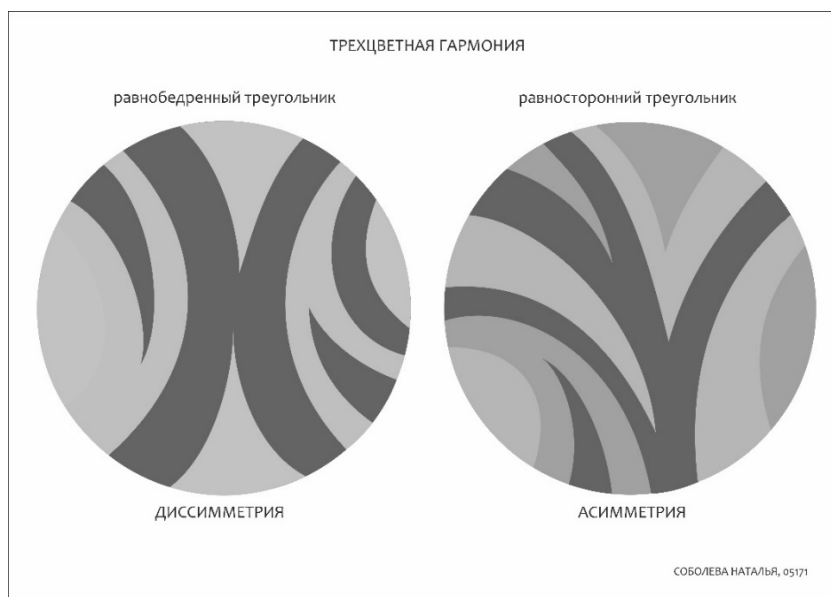 ТРЕХЦВЕТНАЯ ГАРМОНИЯ
равнобедренный треугольник
равносторонний треугольник
ДИССИММЕТРИЯ
АСИММЕТРИЯ
СОБОЛЕВА НАТАЛЬЯ, 05171